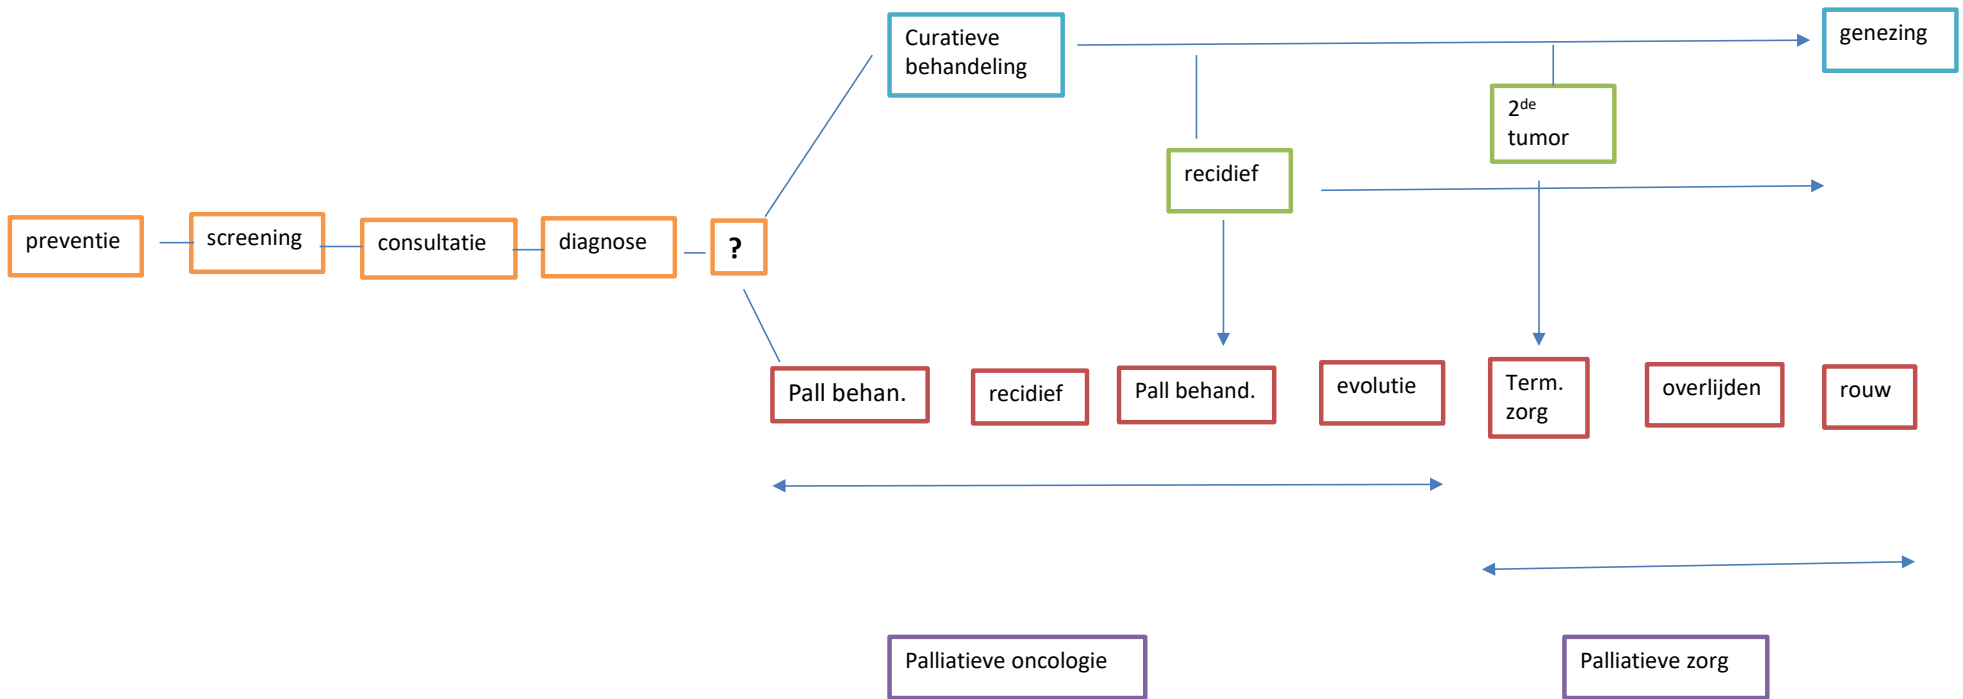 Curatieve
behandeling
genezing
2de
tumor
recidief
preventie
screening
consultatie
diagnose
?
Pall behan.
recidief
Pall behand.
evolutie
Term.
zorg
overlijden
rouw
Palliatieve oncologie
Palliatieve zorg